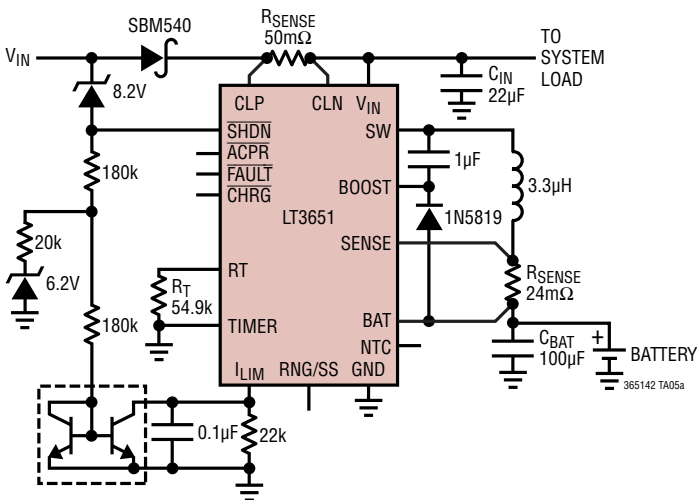 SBM540
RSENSE
50mΩ
VIN
TO
SYSTEM
LOAD
8.2V
CIN
22µF
CLP
CLN
VIN
SHDN
SW
ACPR
FAULT
CHRG
180k
1µF
3.3µH
BOOST
LT3651
1N5819
20k
SENSE
6.2V
RT
RT
54.9k
RSENSE
24mΩ
180k
TIMER
BAT
NTC
CBAT
100µF
+
BATTERY
ILIM
RNG/SS
GND
365142 TA05a
0.1µF
22k